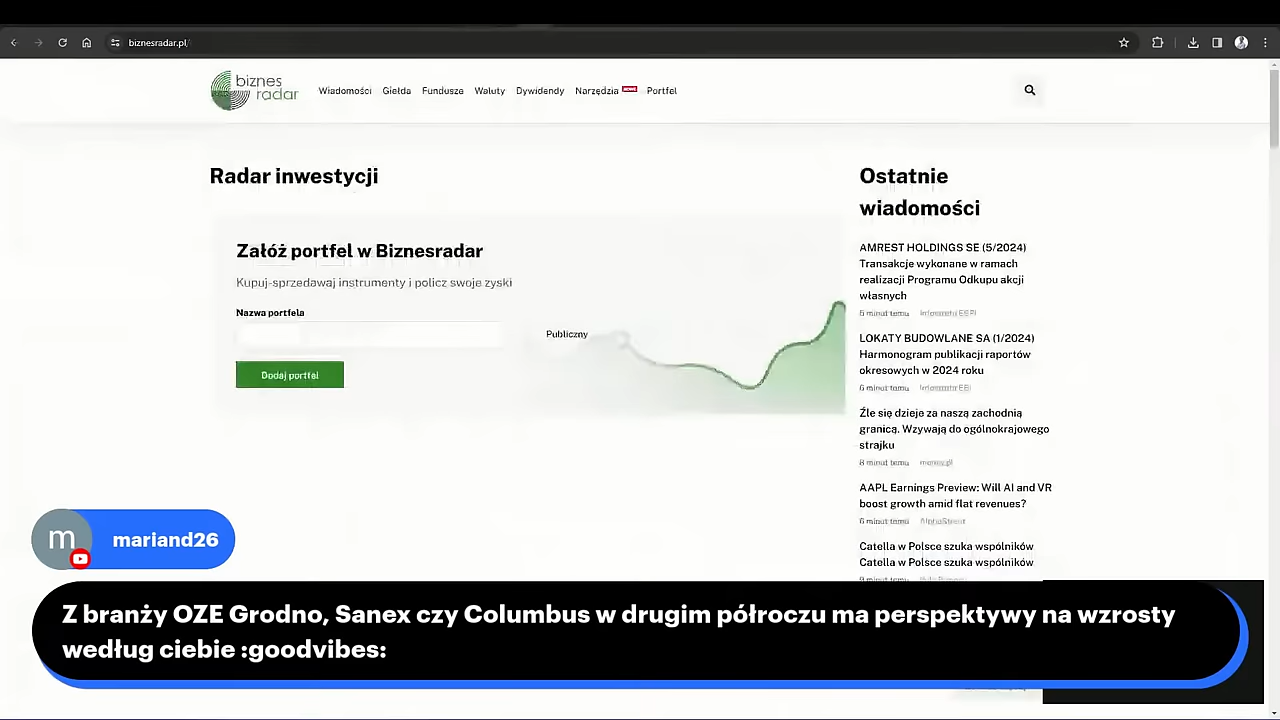 biznesradar.pl/
biznes
radar
Wiadomości Giełda Fundusze Waluty Dywidendy Narzędzia NOWE Portfel
Radar inwestycji
Załóż portfel w Biznesradar
Kupuj-sprzedawaj instrumenty i policz swoje zyski
Nazwa portfela
Publiczny
Dodaj portfel
Ostatnie
wiadomości
AMREST HOLDINGS SE (5/2024)
Transakcje wykonane w ramach
realizacji Programu Odkupu akcji
własnych
5 minut temu
LOKATY BUDOWLANE SA (1/2024)
Harmonogram publikacji raportów
okresowych w 2024 roku
6 minut temu
Źle się dzieje za naszą zachodnią
granicą. Wzywają do ogólnokrajowego
strajku
8 minut temu money.pl
AAPL Earnings Preview: Will AI and VR
boost growth amid flat revenues?
6 minut temu AlphaStreet
Catella w Polsce szuka wspólników
Catella w Polsce szuka wspólników
9 minut temu
m mariand26
Z branży OZE Grodno, Sanex czy Columbus w drugim półroczu ma perspektywy na wzrosty
według ciebie :goodvibes: